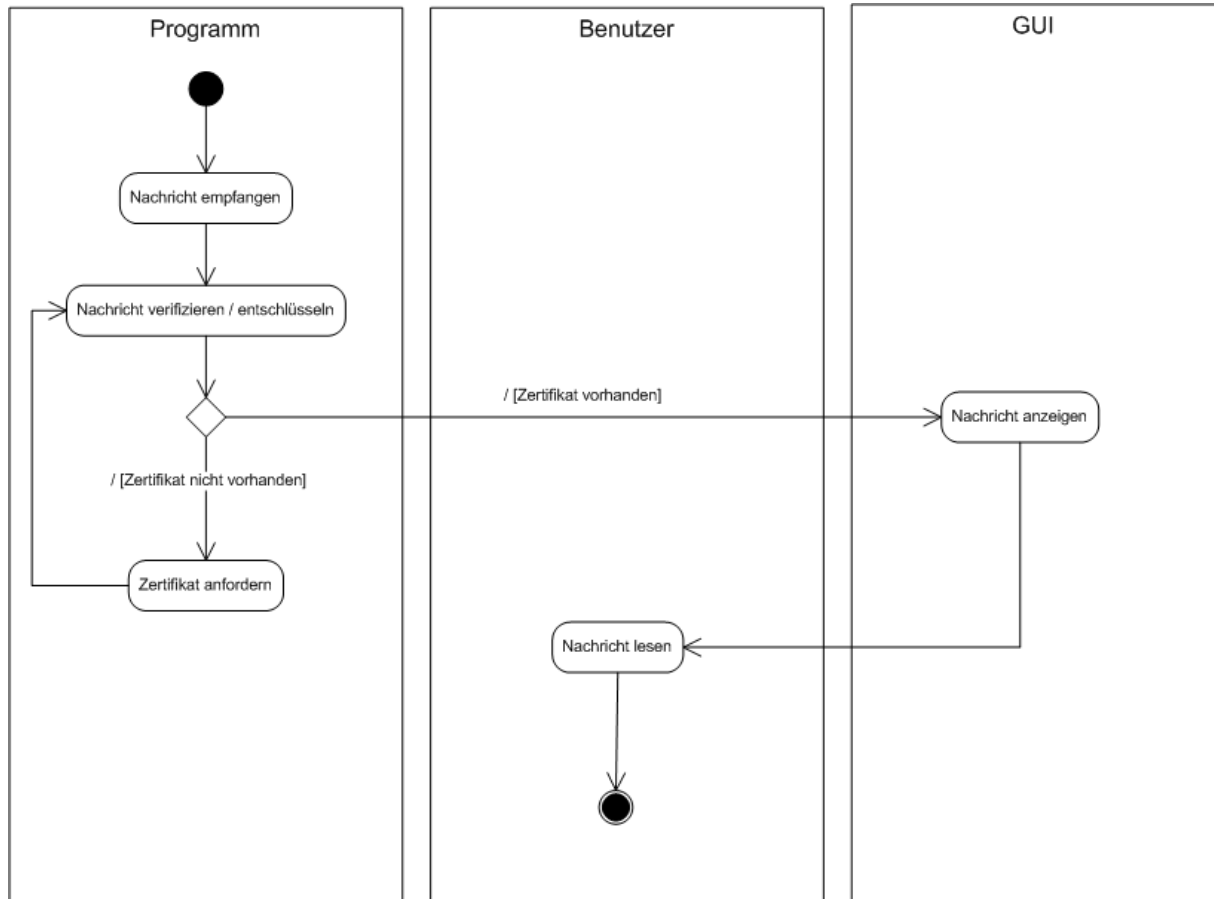 Programm
Benutzer
GUI
Nachricht empfangen
Nachricht verifizieren / entschlüsseln
/ [Zertifikat vorhanden]
Nachricht anzeigen
/ [Zertifikat nicht vorhanden]
Zertifikat anfordern
Nachricht lesen